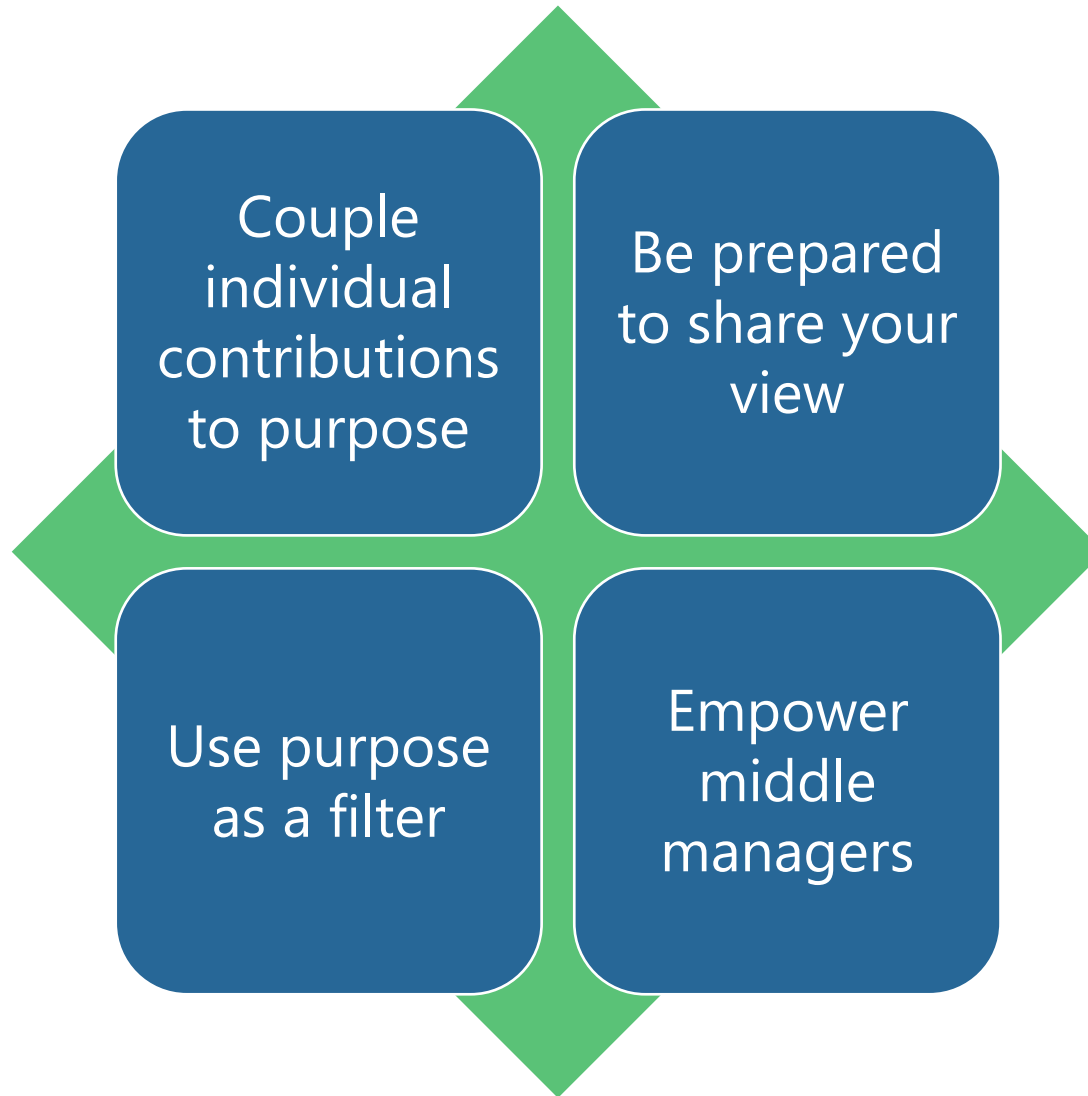 Couple
individual
contributions
to purpose
Be prepared
to share your
view
Use purpose
as a filter
Empower
middle
managers